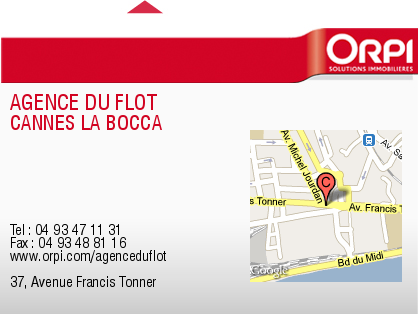 ORPI
SOLUTIONS IMMOBILIÈRES
AGENCE DU FLOT
CANNES LA BOCCA
Tel : 04 93 47 11 31
Fax : 04 93 48 81 16
www.orpi.com/agenceduflot
37, Avenue Francis Tonner
Av. Michel Jourdan
Av. Sa
C
s Tonner
Av. Francis T
Bd du Midi
Google